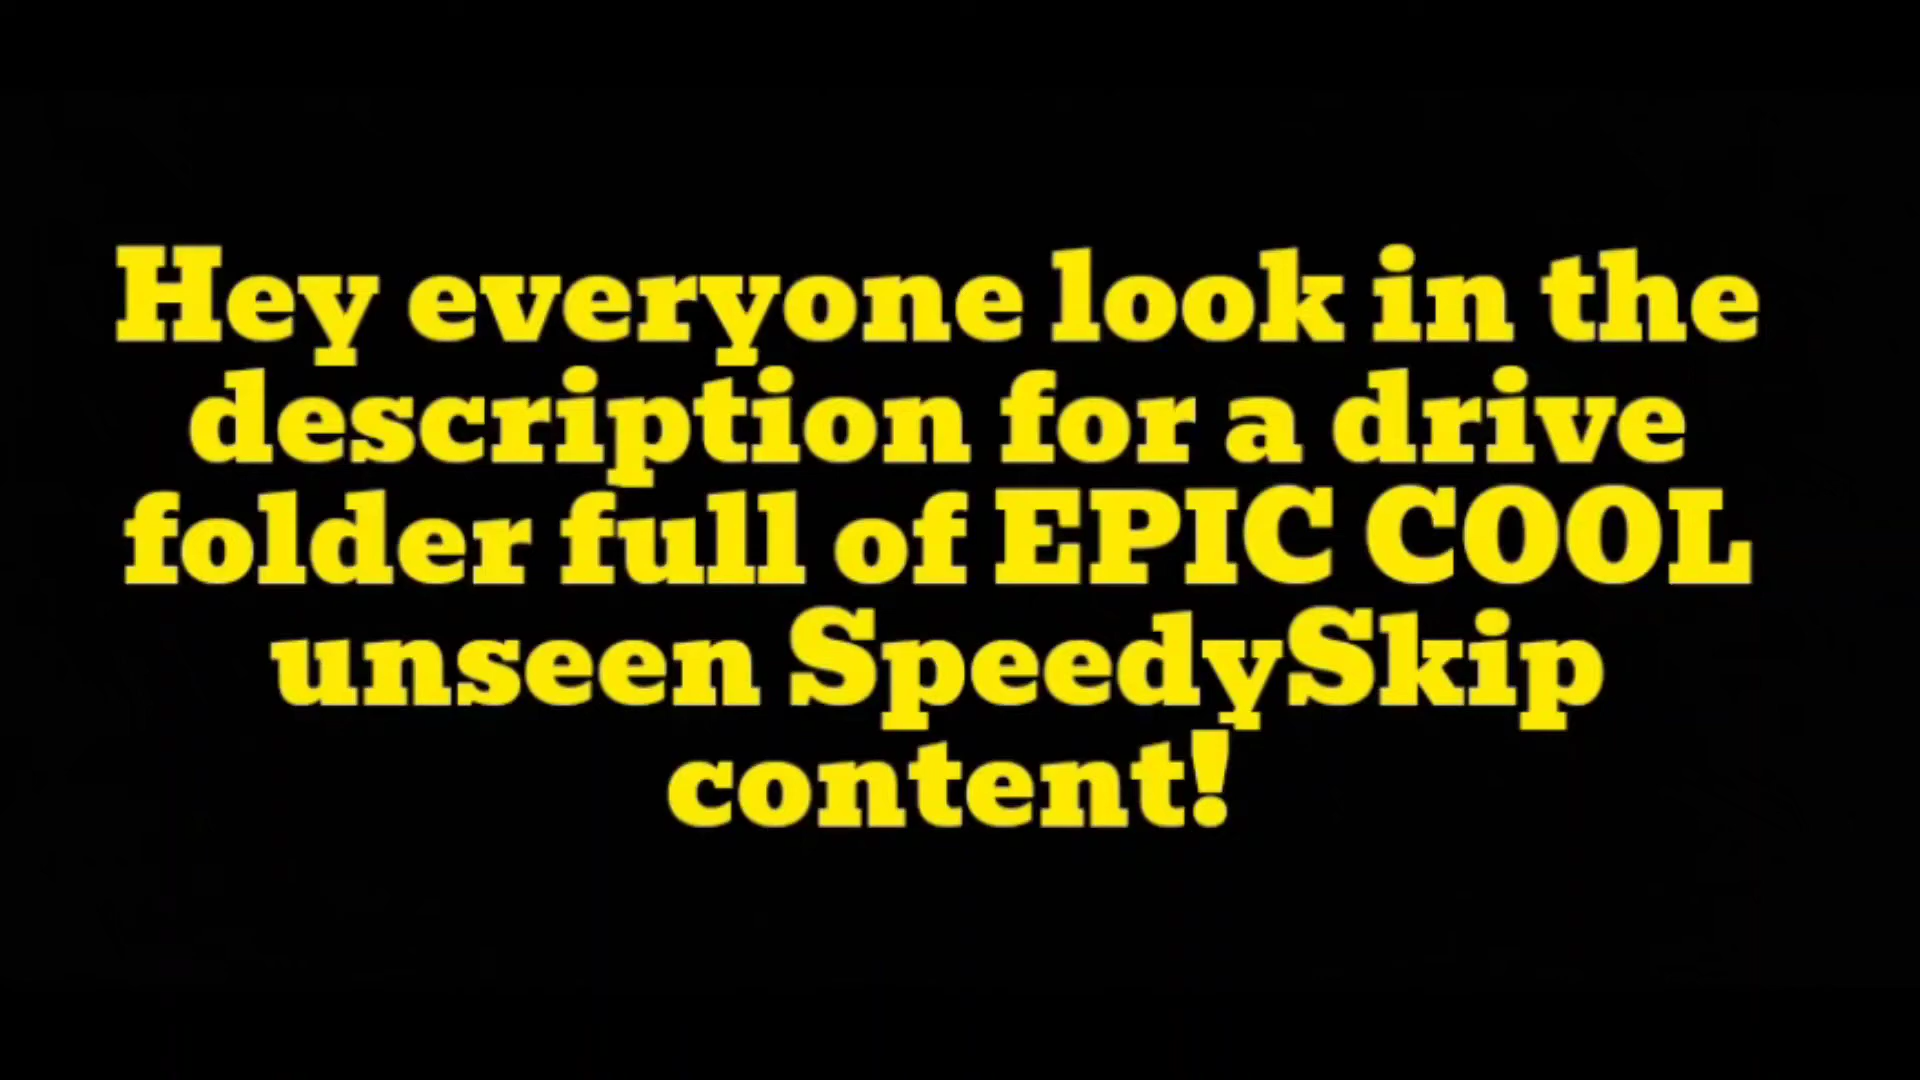 Hey everyone look in the
description for a drive
folder full of EPIC COOL
unseen SpeedySkip
content!